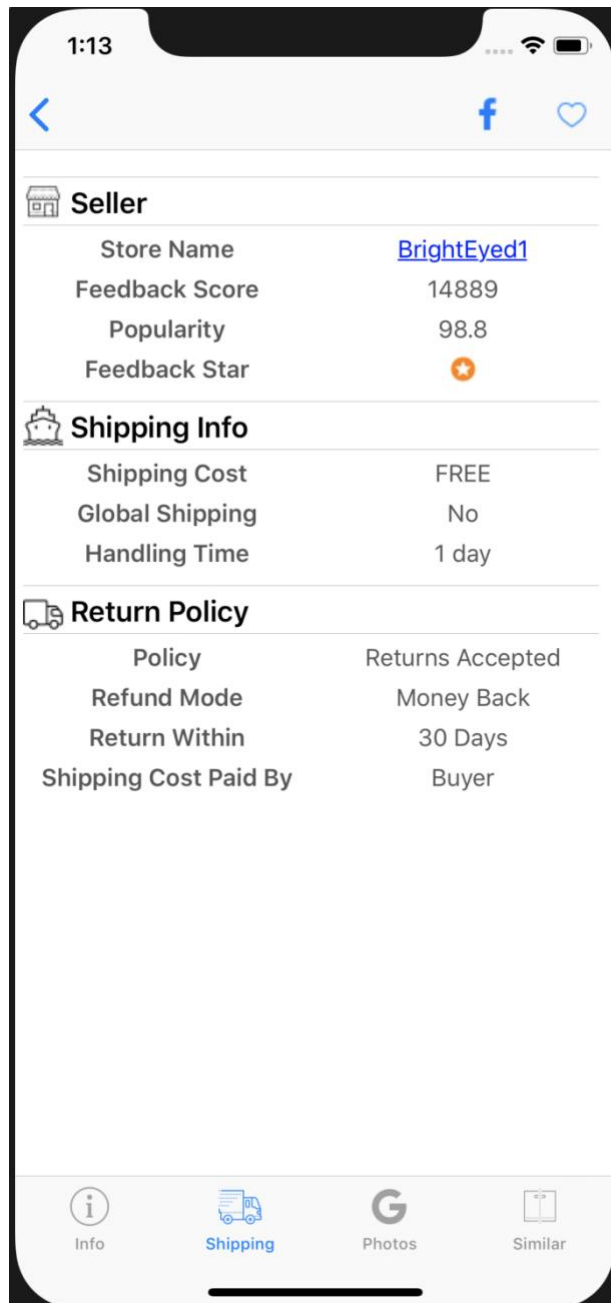 1:13
f
Seller
Store Name BrightEyed1
Feedback Score 14889
Popularity 98.8
Feedback Star
Shipping Info
Shipping Cost FREE
Global Shipping No
Handling Time 1 day
Return Policy
Policy Returns Accepted
Refund Mode Money Back
Return Within 30 Days
Shipping Cost Paid By Buyer
i G
Info Shipping Photos Similar